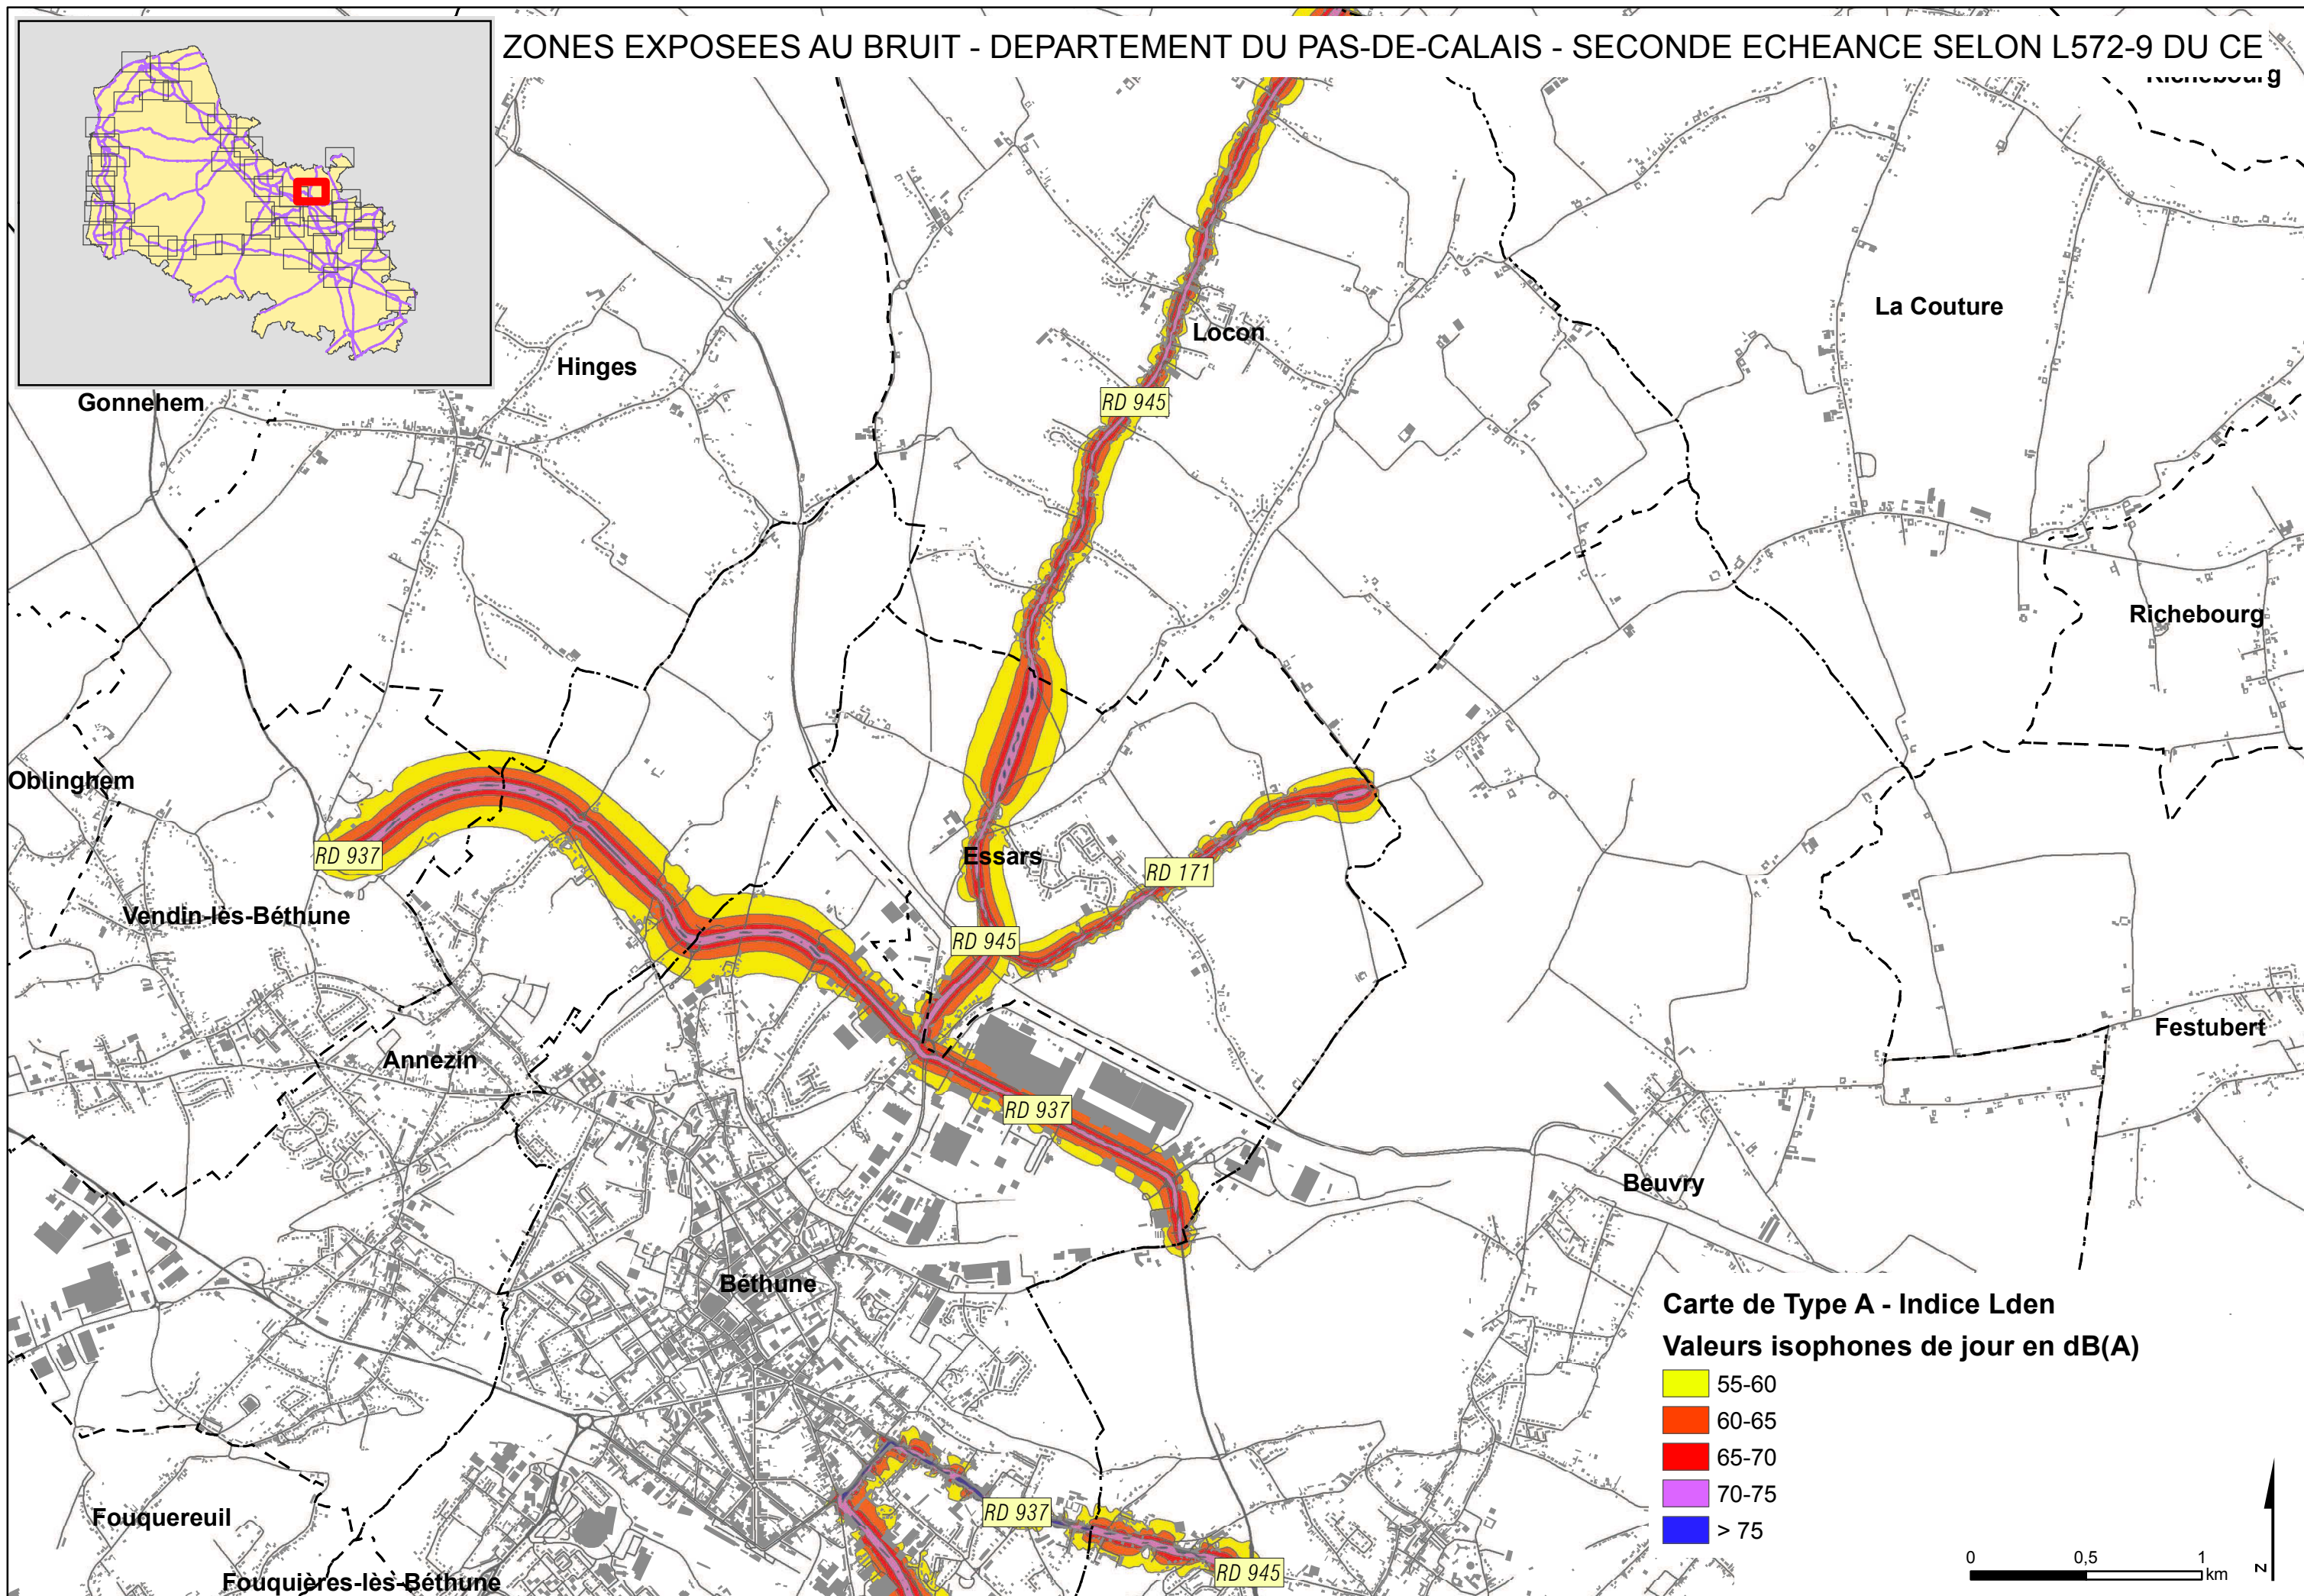 ZONES EXPOSEES AU BRUIT - DEPARTEMENT DU PAS-DE-CALAIS - SECONDE ECHEANCE SELON L572-9 DU CE
Richebourg
La Couture
Locon
Hinges
RD 945
Gonnehem
Richebourg
Oblinghem
RD 937
Essars
RD 171
Vendin-lès-Béthune
RD 945
Festubert
Annezin
RD 937
Beuvry
Béthune
Carte de Type A - Indice Lden
Valeurs isophones de jour en dB(A)
55-60
60-65
65-70
70-75
> 75
RD 937
Fouquereuil
RD 945
Fouquières-lès-Béthune
0 0,5 1
km
N